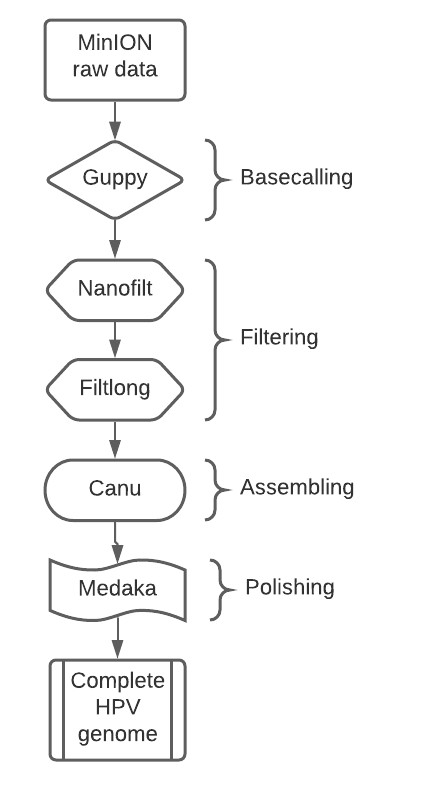 MinION
raw data
Guppy
Basecalling
Nanofilt
Filtering
Filtlong
Canu
Assembling
Medaka
Polishing
Complete
HPV
genome